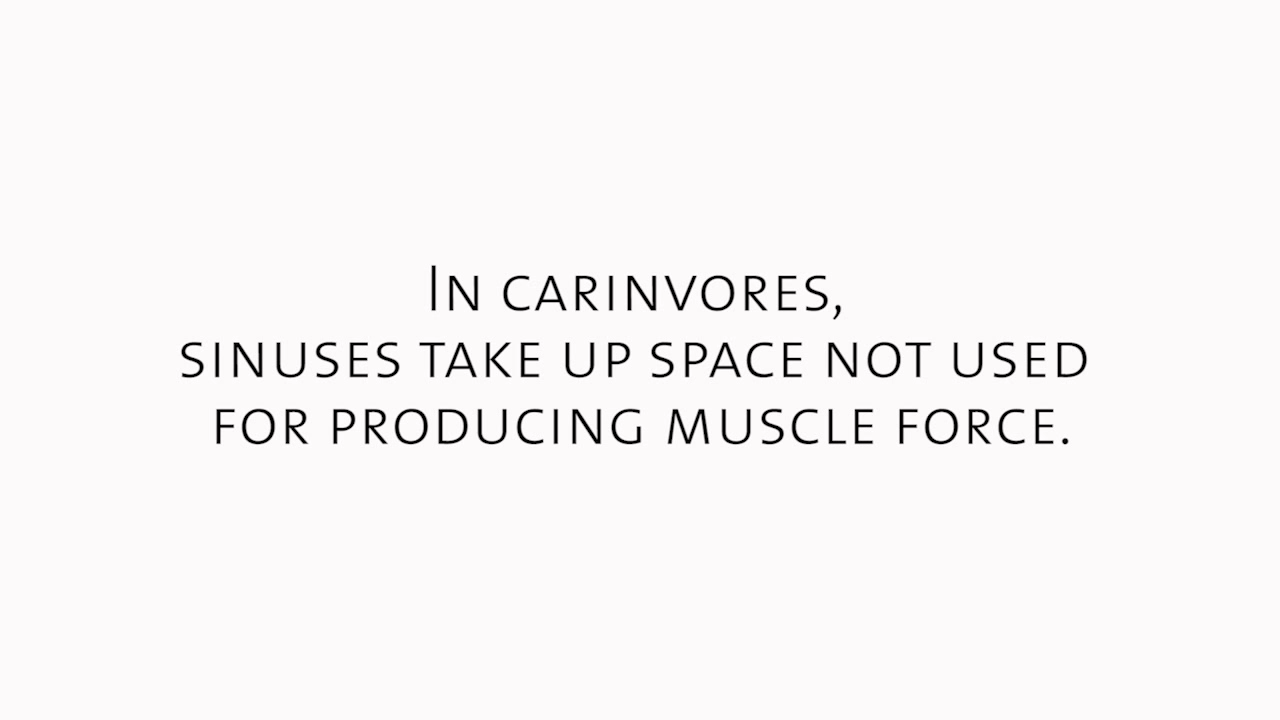 In carinvores,
sinuses take up space not used
for producing muscle force.